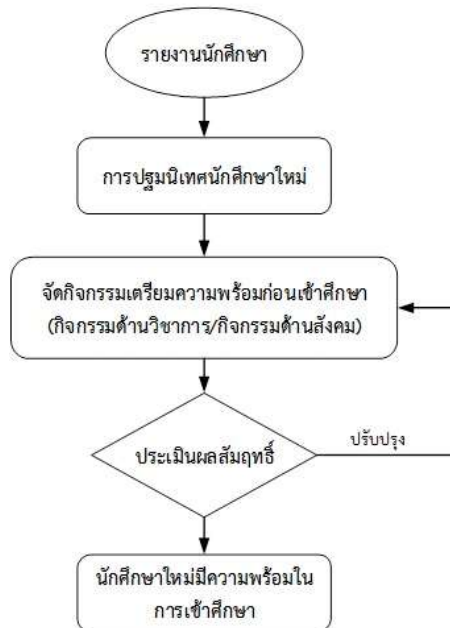 รายงานนักศึกษา
การปฐมนิเทศนักศึกษาใหม่
จัดกิจกรรมเตรียมความพร้อมก่อนเข้าศึกษา
(กิจกรรมด้านวิชาการ/กิจกรรมด้านสังคม)
ประเมินผลสัมฤทธิ์
ปรับปรุง
นักศึกษาใหม่มีความพร้อมใน
การเข้าศึกษา